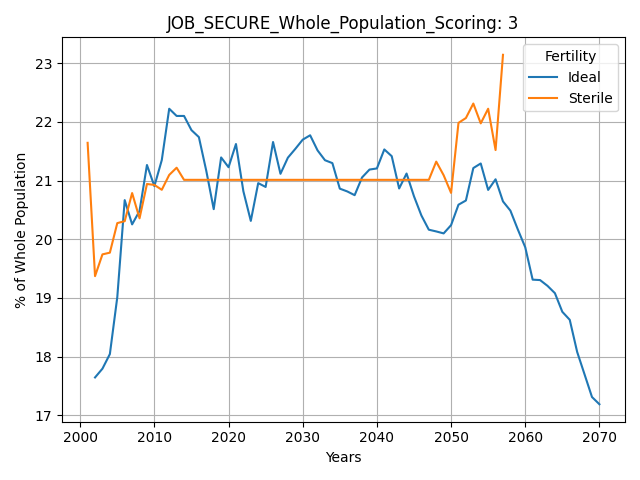 JOB_SECURE_Whole_Population_Scoring: 3
Fertility
Ideal
Sterile
% of Whole Population
23
22
21
20
19
18
17
2000 2010 2020 2030 2040 2050 2060 2070
Years